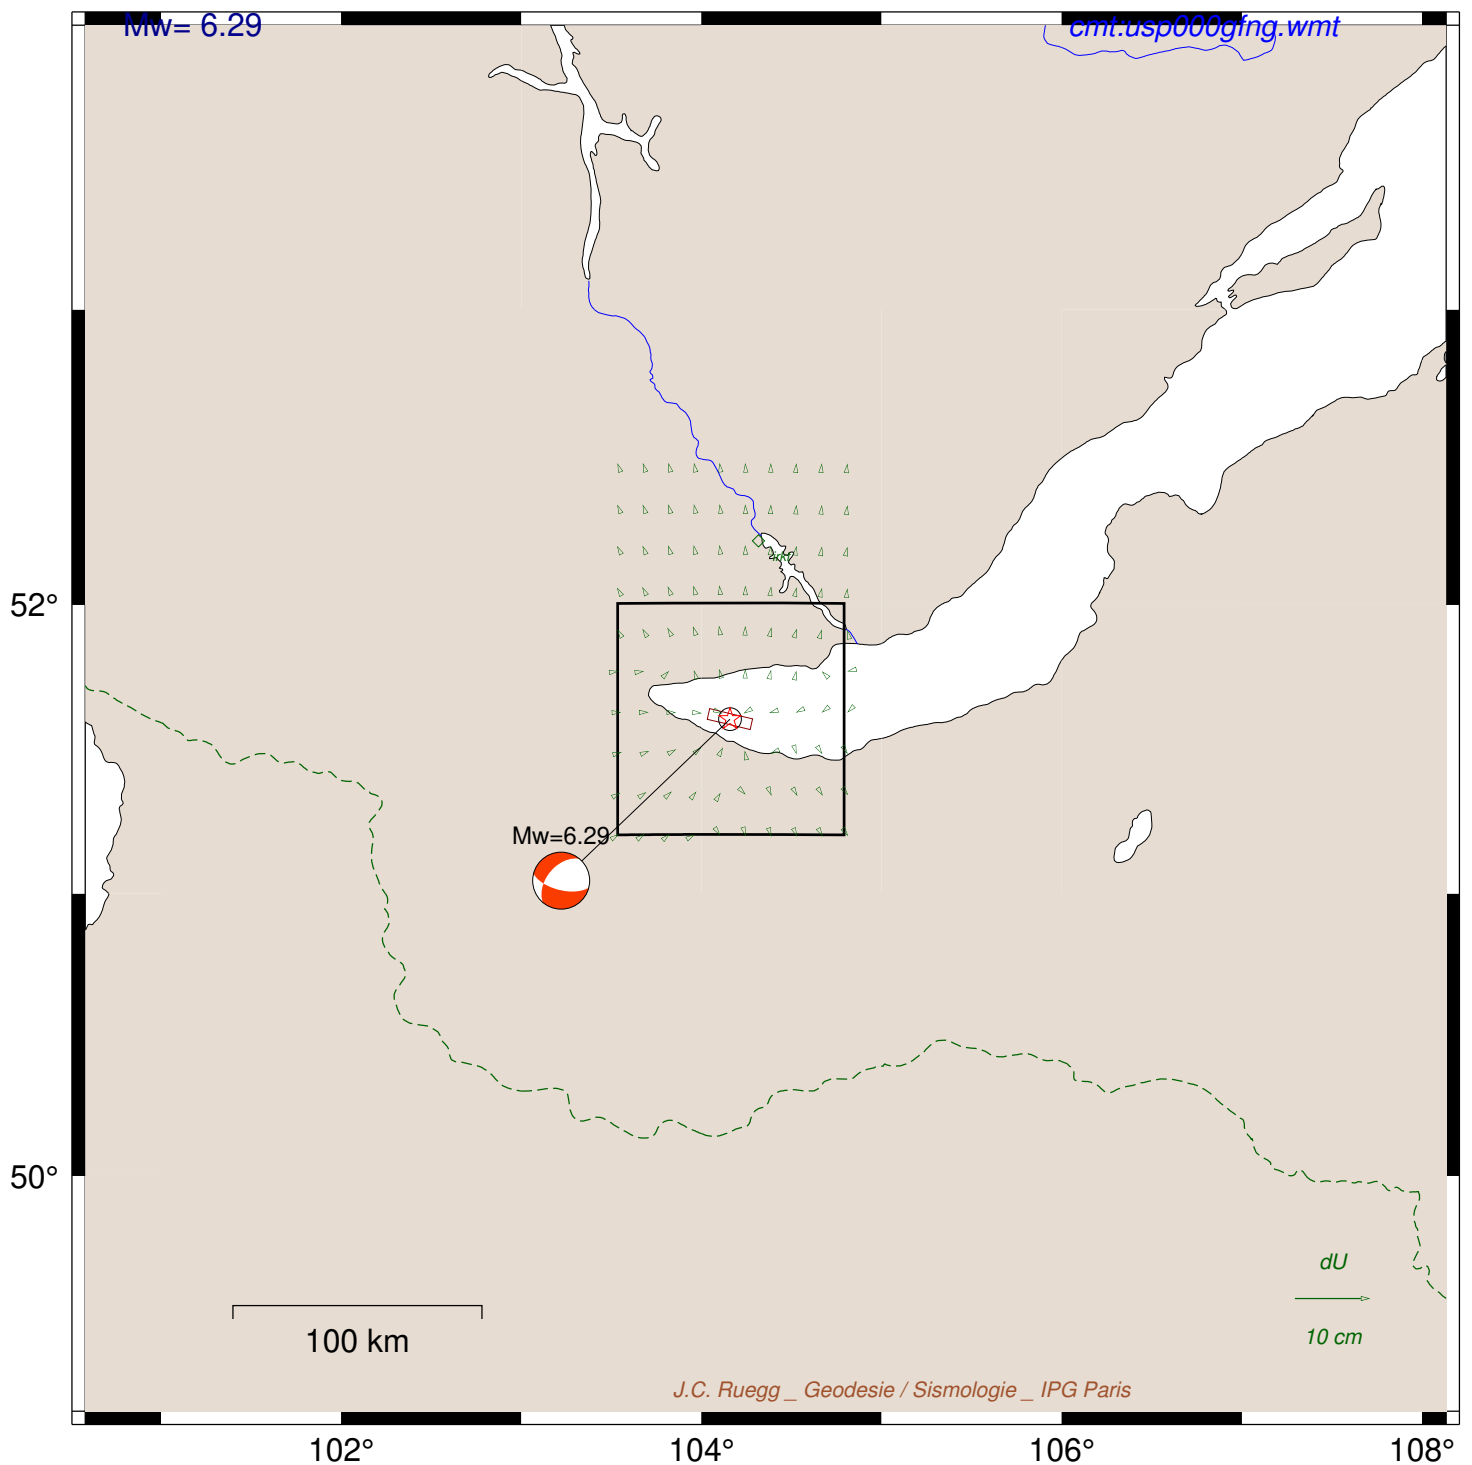 Mw= 6.29
cmt:usp000gfng.wmt
52°
Mw=6.29
50°
dU
10 cm
100 km
J.C. Ruegg _ Geodesie / Sismologie _ IPG Paris
102°
104°
106°
108°